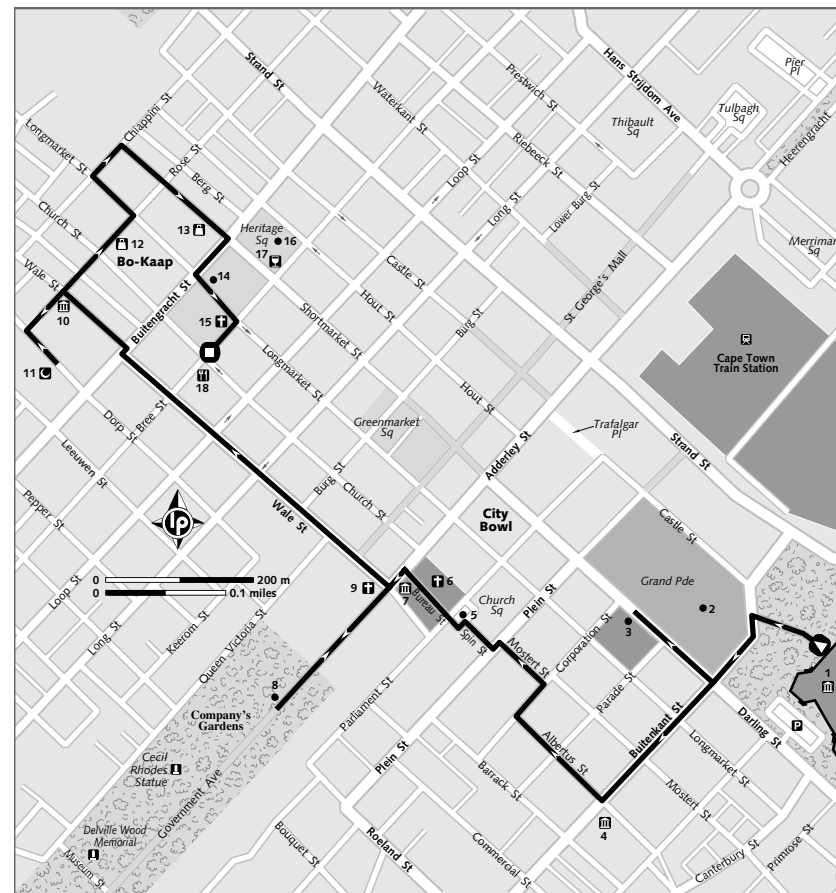 Hans Strijdom Ave
Pier
Pl
Strand St
Prestwich St
Tulbagh
Sq
Waterkant St
Thibault
Sq
Chiappini St
Heerengracht
Longmarket St
Riebeeck St
Rose St
Loop St
Berg St
Long St
Lower Burg St
Church St
13
Heritage
Sq
16
12
17
Merriman
Sq
Bo-Kaap
Castle St
St George's Mall
Wale St
14
Hout St
Buitengracht St
Burg St
10
15
Shortmarket St
Cape Town
Train Station
11
18
Longmarket St
Hout St
Dorp St
Bree St
Greenmarket
Sq
Trafalgar
Pl
Adderley St
Strand St
Leeuwen St
Burg St
Church St
Pepper St
lp
Wale St
City
Bowl
Castle St
0
200 m
0
0.1 miles
9
6
7
Grand Pde
Loop St
Bureau St
Church
Sq
Plein St
2
5
3
Long St
Keerom St
Queen Victoria St
Spin St
Mostert St
Corporation St
1
8
Parliament St
Parade St
Company's
Gardens
Buitenkant St
Darling St
P
Albertus St
Longmarket St
Cecil
Rhodes
Statue
Plein St
Barrack St
Mostert St
Government Ave
4
Delville Wood
Memorial
Roeland St
Bouquet St
Commercial St
Canterbury St
Primrose St
Museum St